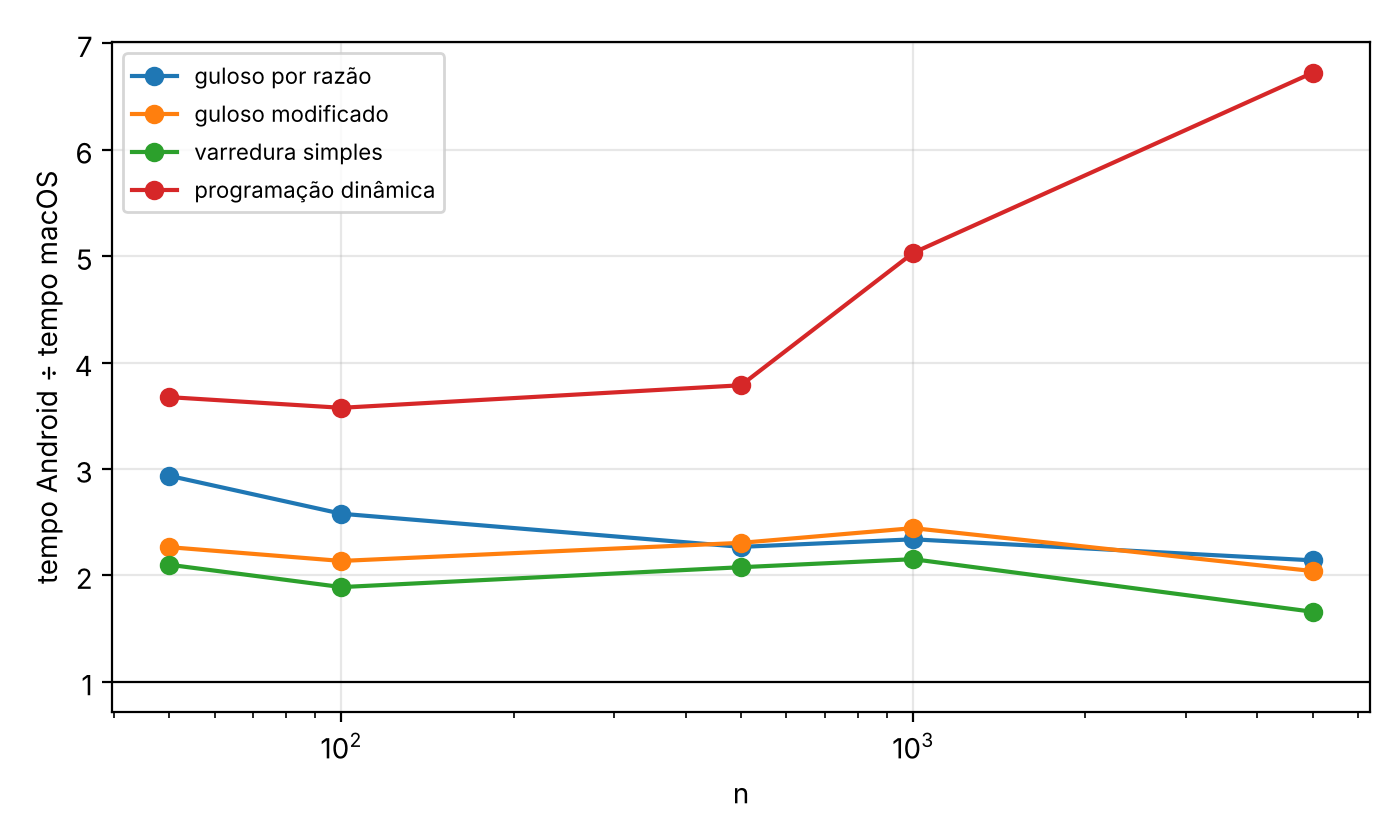 7
6
5
4
3
2
1
tempo Android ÷ tempo macOS
guloso por razão
guloso modificado
varredura simples
programação dinâmica
10²
10³
n